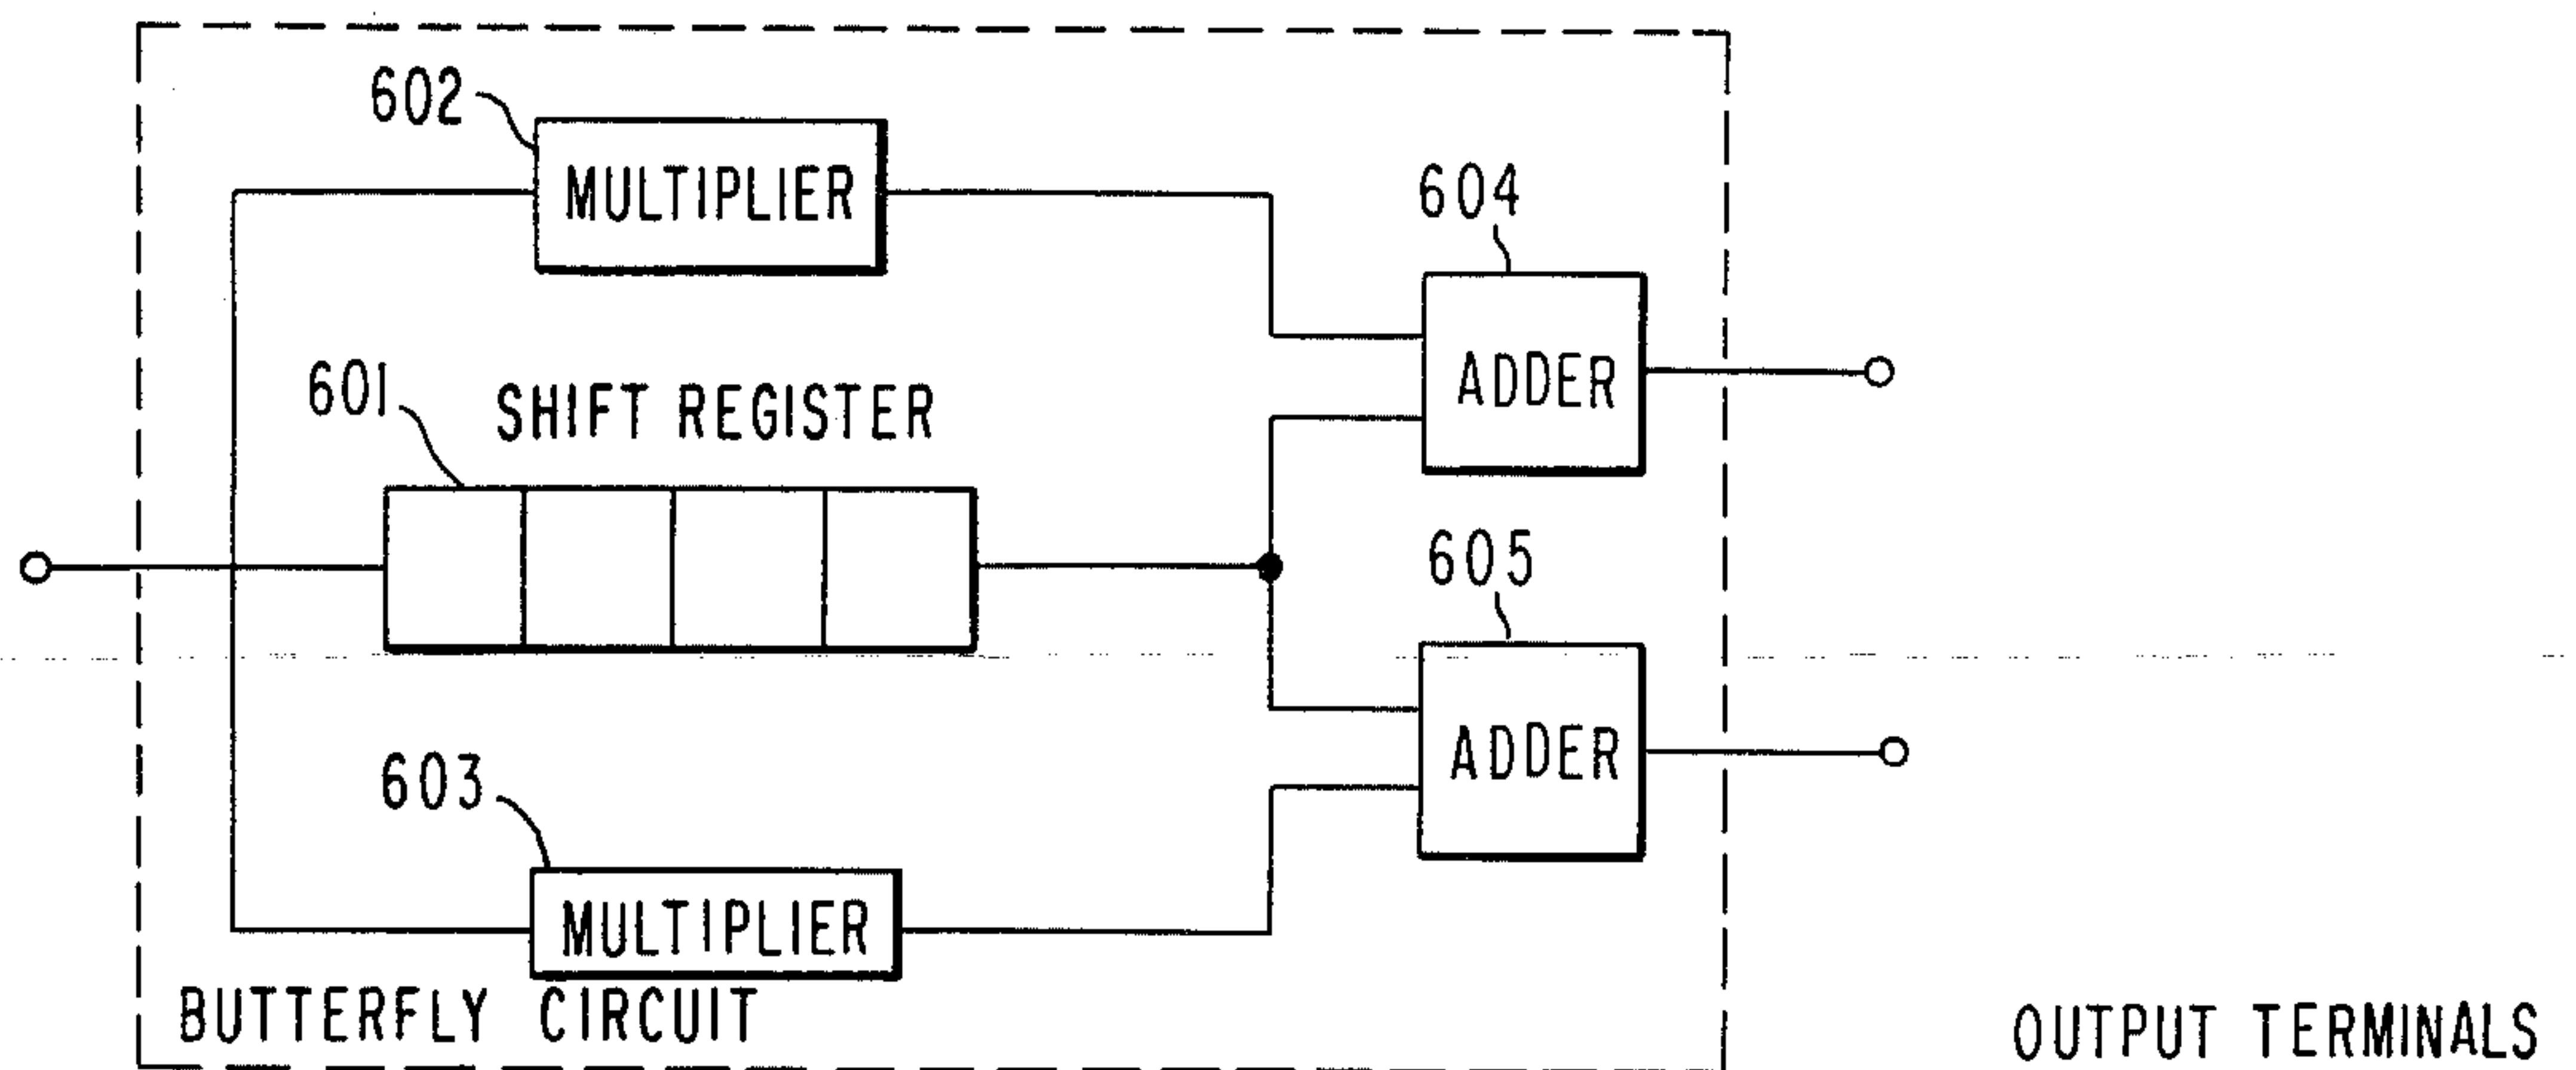 602
MULTIPLIER
604
ADDER
601
SHIFT REGISTER
605
ADDER
603
MULTIPLIER
BUTTERFLY CIRCUIT
OUTPUT TERMINALS